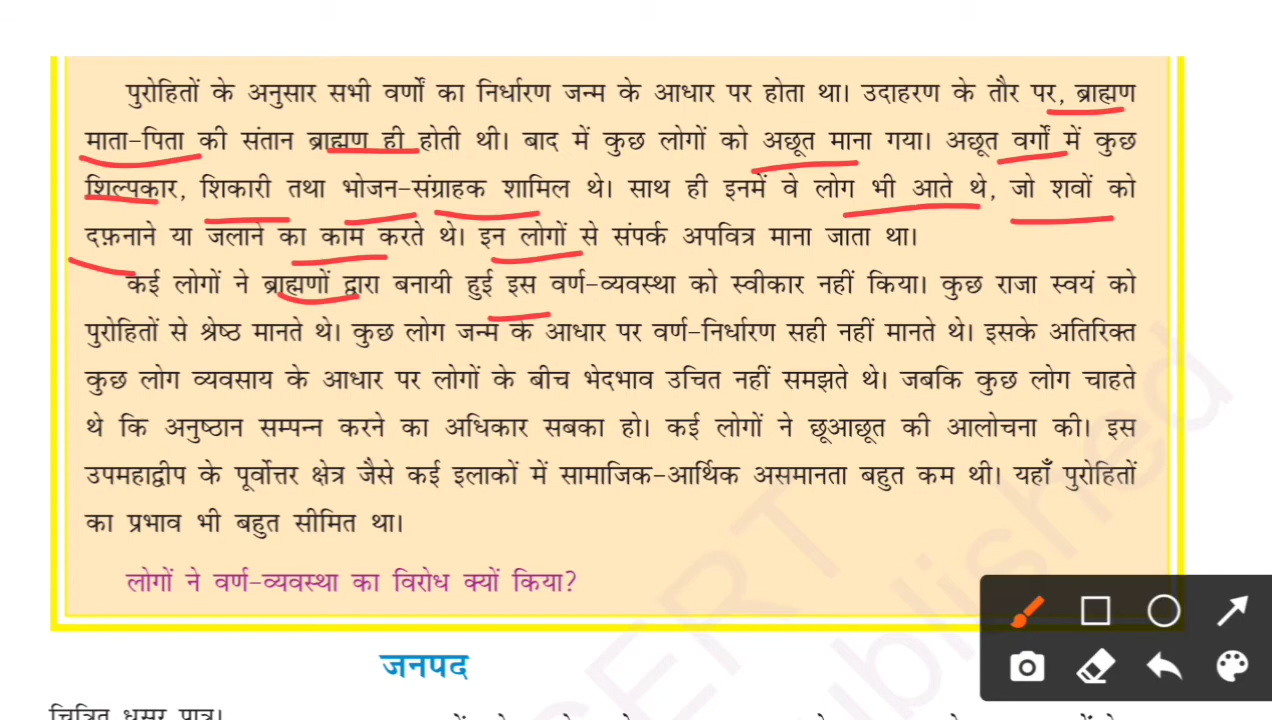 पुरोहितों के अनुसार सभी वर्णों का निर्धारण जन्म के आधार पर होता था। उदाहरण के तौर पर, ब्राह्मण
माता-पिता की संतान ब्राह्मण ही होती थी। बाद में कुछ लोगों को अछूत माना गया। अछूत वर्गों में कुछ
शिल्पकार, शिकारी तथा भोजन-संग्राहक शामिल थे। साथ ही इनमें वे लोग भी आते थे, जो शवों को
दफ़नाने या जलाने का काम करते थे। इन लोगों से संपर्क अपवित्र माना जाता था।
कई लोगों ने ब्राह्मणों द्वारा बनायी हुई इस वर्ण-व्यवस्था को स्वीकार नहीं किया। कुछ राजा स्वयं को
पुरोहितों से श्रेष्ठ मानते थे। कुछ लोग जन्म के आधार पर वर्ण-निर्धारण सही नहीं मानते थे। इसके अतिरिक्त
कुछ लोग व्यवसाय के आधार पर लोगों के बीच भेदभाव उचित नहीं समझते थे। जबकि कुछ लोग चाहते
थे कि अनुष्ठान सम्पन्न करने का अधिकार सबका हो। कई लोगों ने छूआछूत की आलोचना की। इस
उपमहाद्वीप के पूर्वोत्तर क्षेत्र जैसे कई इलाकों में सामाजिक-आर्थिक असमानता बहुत कम थी। यहाँ पुरोहितों
का प्रभाव भी बहुत सीमित था।
लोगों ने वर्ण-व्यवस्था का विरोध क्यों किया?
जनपद
चित्रित धूसर पात्र।